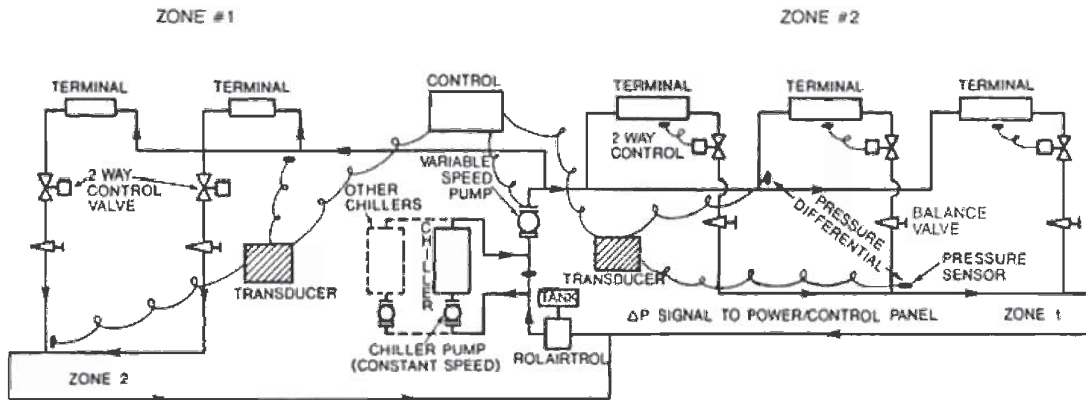 ZONE #1
ZONE #2
TERMINAL
TERMINAL
CONTROL
TERMINAL
TERMINAL
TERMINAL
2 WAY
CONTROL
VALVE
OTHER
CHILLERS
CHILLER
VARIABLE
SPEED
PUMP
2 WAY
CONTROL
PRESSURE
DIFFERENTIAL
BALANCE
VALVE
PRESSURE
SENSOR
TRANSDUCER
TRANSDUCER
TANK
ΔP SIGNAL TO POWER/CONTROL PANEL
ZONE 1
CHILLER PUMP
(CONSTANT SPEED)
ROLAIRTROL
ZONE 2